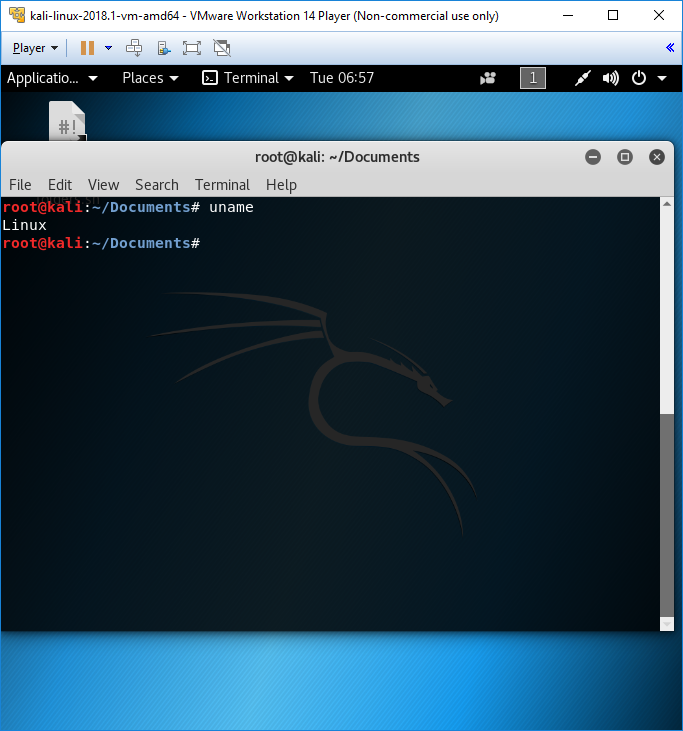 kali-linux-2018.1-vm-amd64 - VMware Workstation 14 Player (Non-commercial use only)
Player
Applicatio... Places Terminal Tue 06:57 1
#!
root@kali: ~/Documents
File Edit View Search Terminal Help
root@kali:~/Documents# uname
Linux
root@kali:~/Documents#